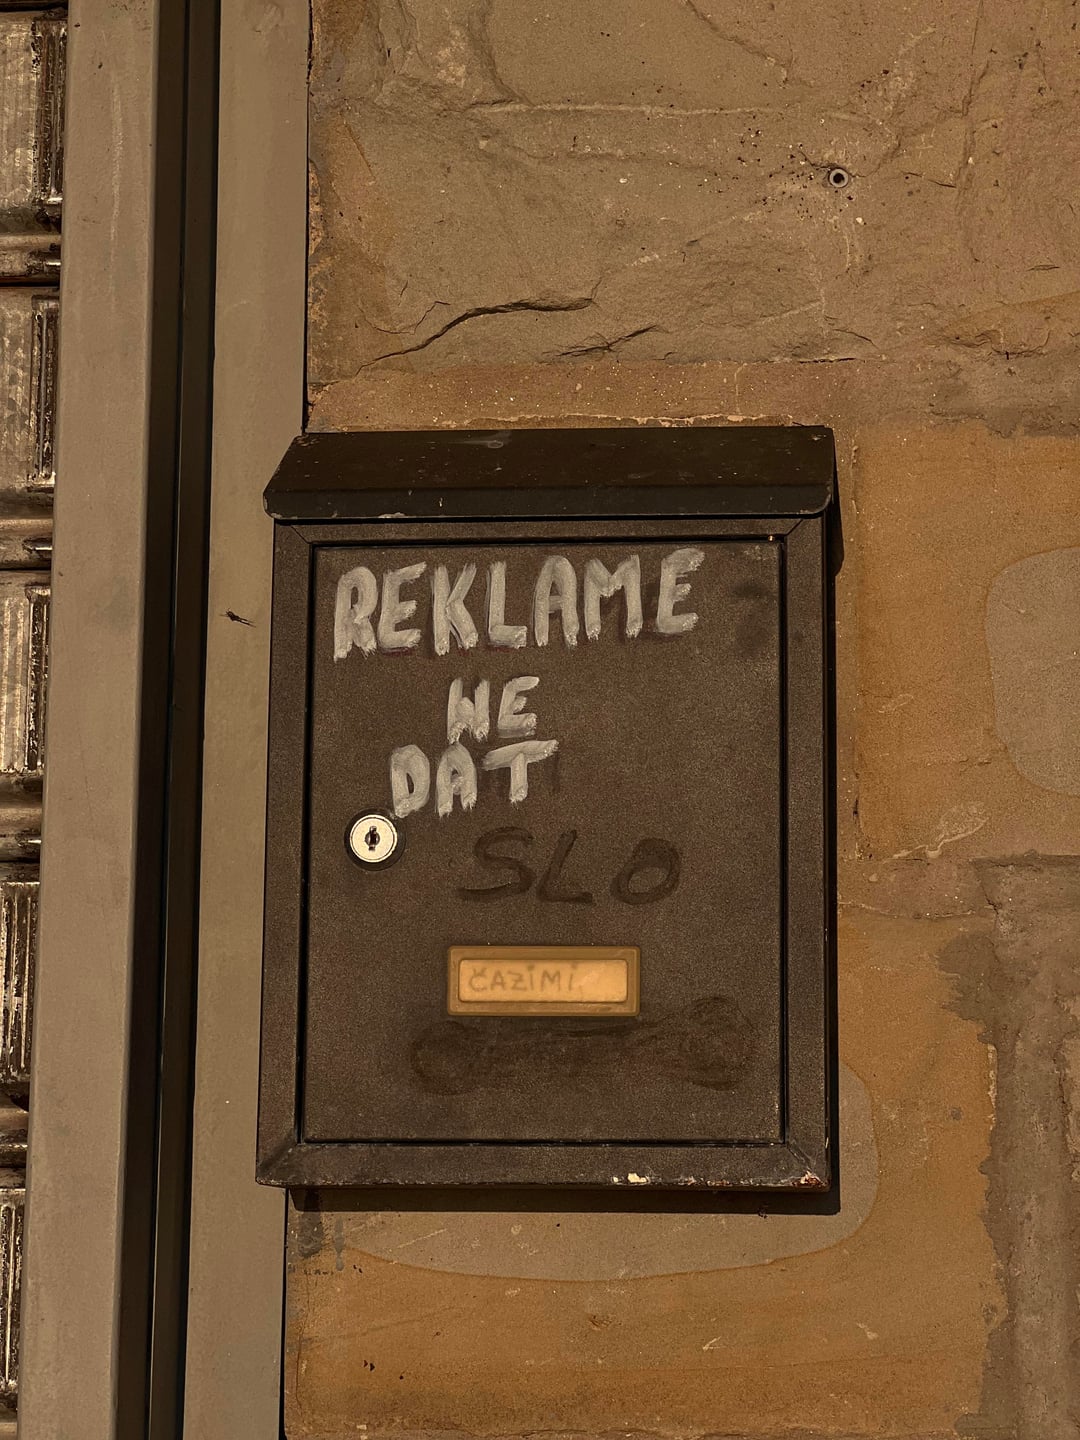 REKLAME
NE
DAT
SLO
ČAZIMI